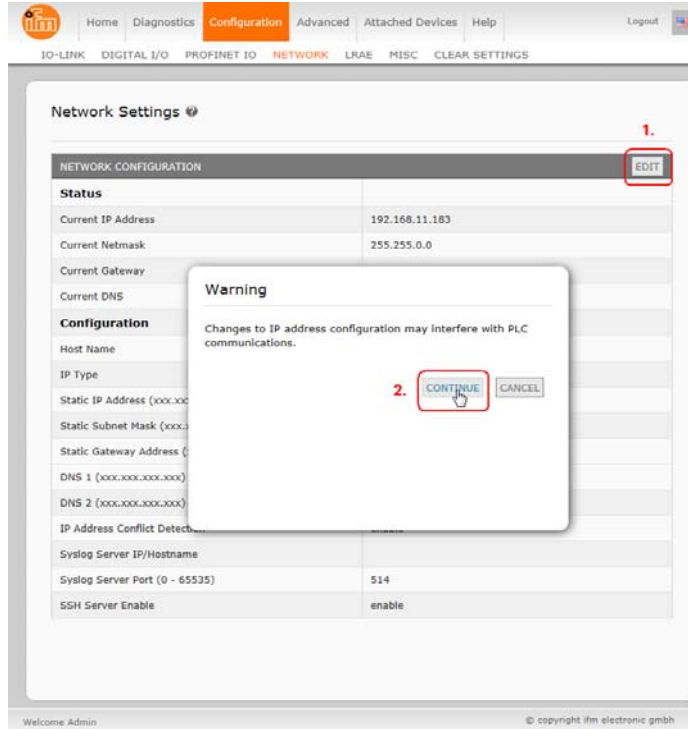 ifm
Home Diagnostics Configuration Advanced Attached Devices Help Logout
IO-LINK DIGITAL I/O PROFINET IO NETWORK LRAE MISC CLEAR SETTINGS
Network Settings ?
1.
NETWORK CONFIGURATION EDIT
Status
Current IP Address 192.168.11.183
Current Netmask 255.255.0.0
Current Gateway
Current DNS
Warning
Configuration
Changes to IP address configuration may interfere with PLC
communications.
Host Name
IP Type
2. CONTINUE CANCEL
Static IP Address (xxx.xx
Static Subnet Mask (xxx.
Static Gateway Address (
DNS 1 (xxx.xxx.xxx.xxx)
DNS 2 (xxx.xxx.xxx.xxx)
IP Address Conflict
Syslog Server IP/Hostname
Syslog Server Port (0 - 65535) 514
SSH Server Enable enable
Welcome Admin © copyright ifm electronic gmbh